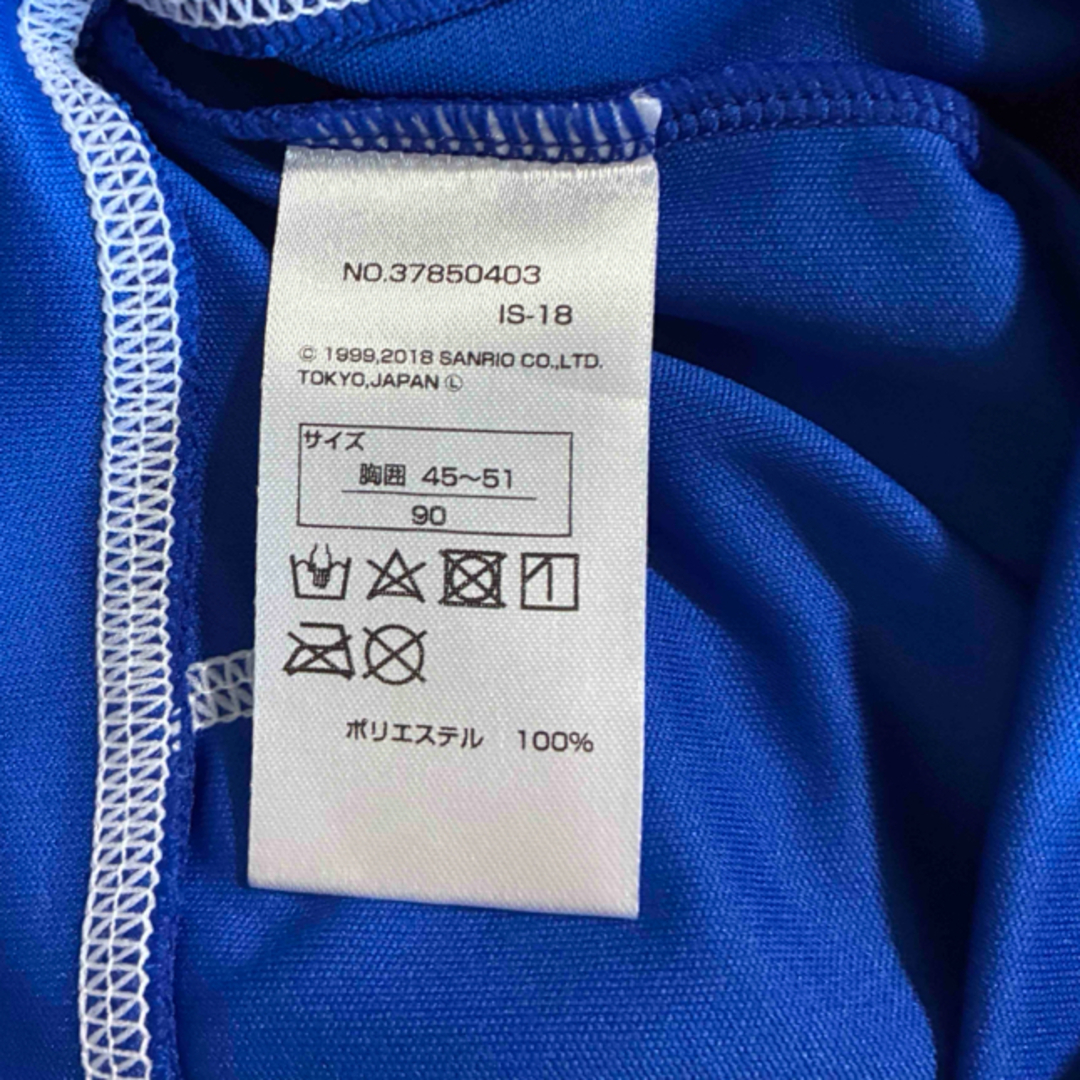 NO.37850403
IS-18
© 1999,2018 SANRIO CO.,LTD.
TOKYO,JAPAN Ⓛ
サイズ
胸囲 45～51
90
ポリエステル 100%